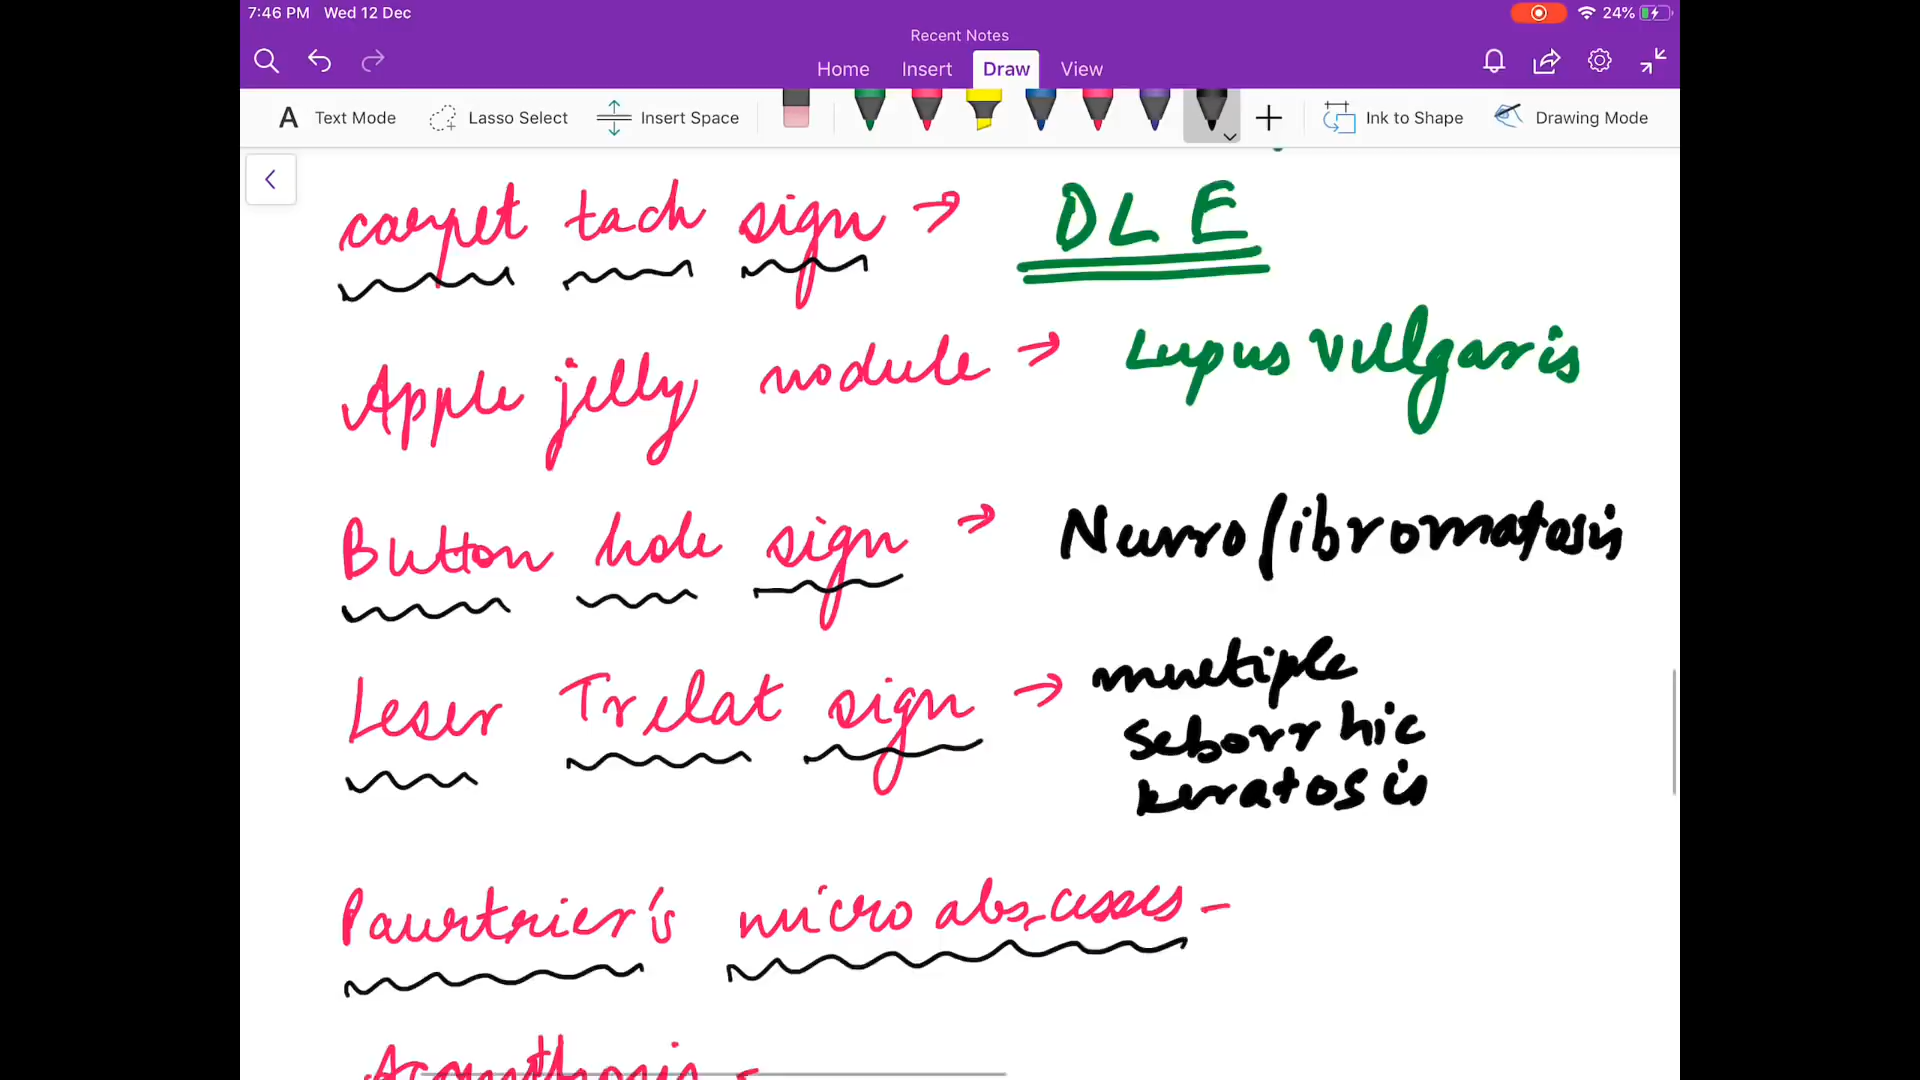 7:46 PM Wed 12 Dec 24%
Recent Notes
Home Insert Draw View
A Text Mode Lasso Select Insert Space Ink to Shape Drawing Mode
carpet tach sign → DLE
Apple jelly nodule → Lupus vulgaris
Button hole sign → Neurofibromatosis
Leser Trelat sign → multiple
seborrhic
keratosis
Paurtrier's micro abscesses -